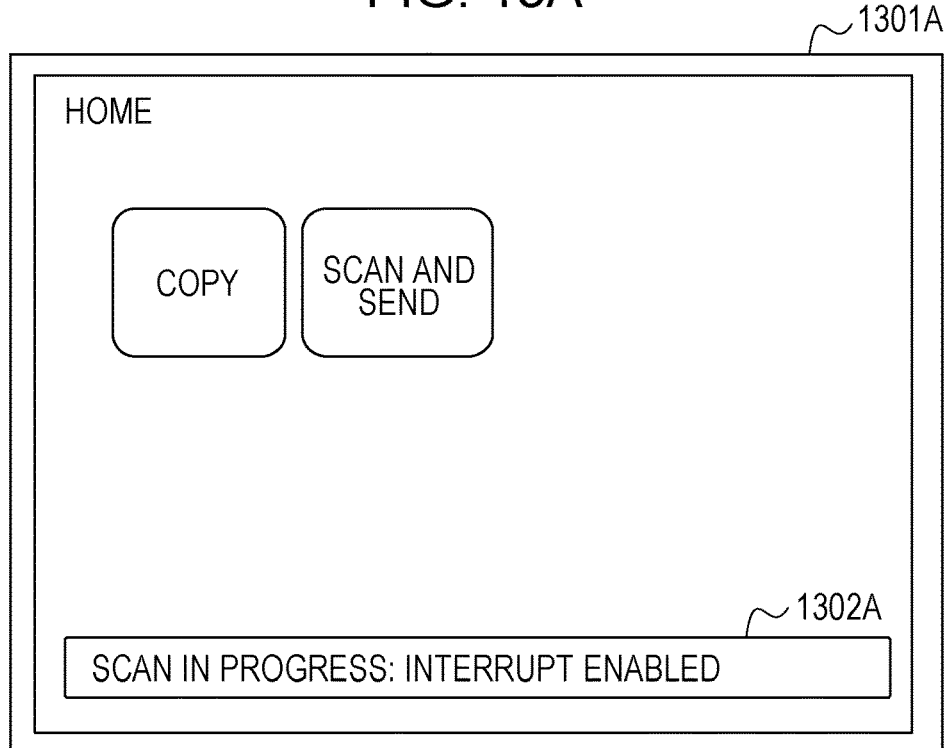 1301A
HOME
COPY
SCAN AND
SEND
1302A
SCAN IN PROGRESS: INTERRUPT ENABLED